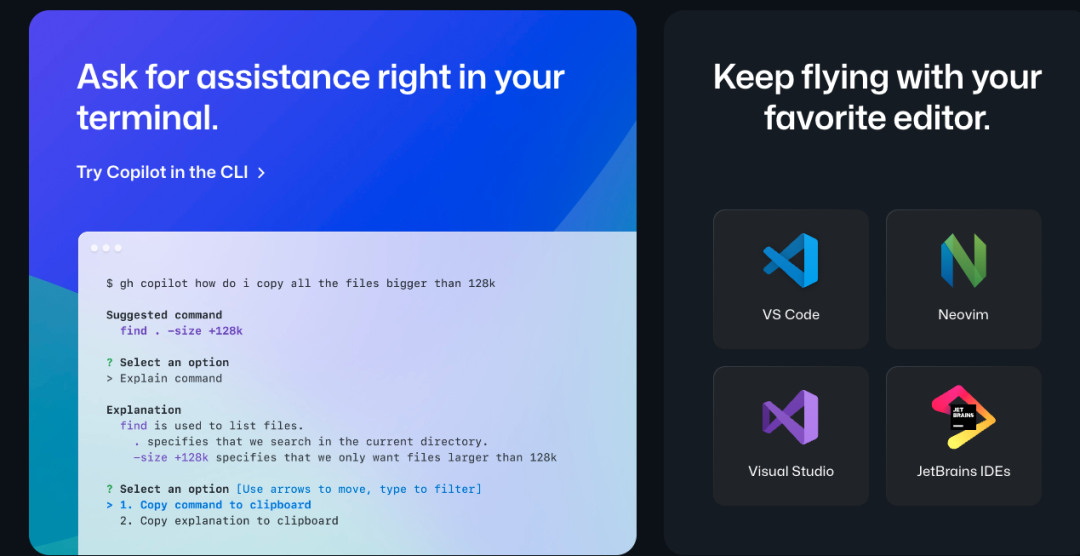 Ask for assistance right in your
terminal.
Try Copilot in the CLI >
$ gh copilot how do i copy all the files bigger than 128k
Suggested command
find . –size +128k
? Select an option
> Explain command
Explanation
find is used to list files.
. specifies that we search in the current directory.
–size +128k specifies that we only want files larger than 128k
? Select an option [Use arrows to move, type to filter]
> 1. Copy command to clipboard
2. Copy explanation to clipboard
Keep flying with your
favorite editor.
VS Code
Neovim
Visual Studio
JET
BRAINS
JetBrains IDEs